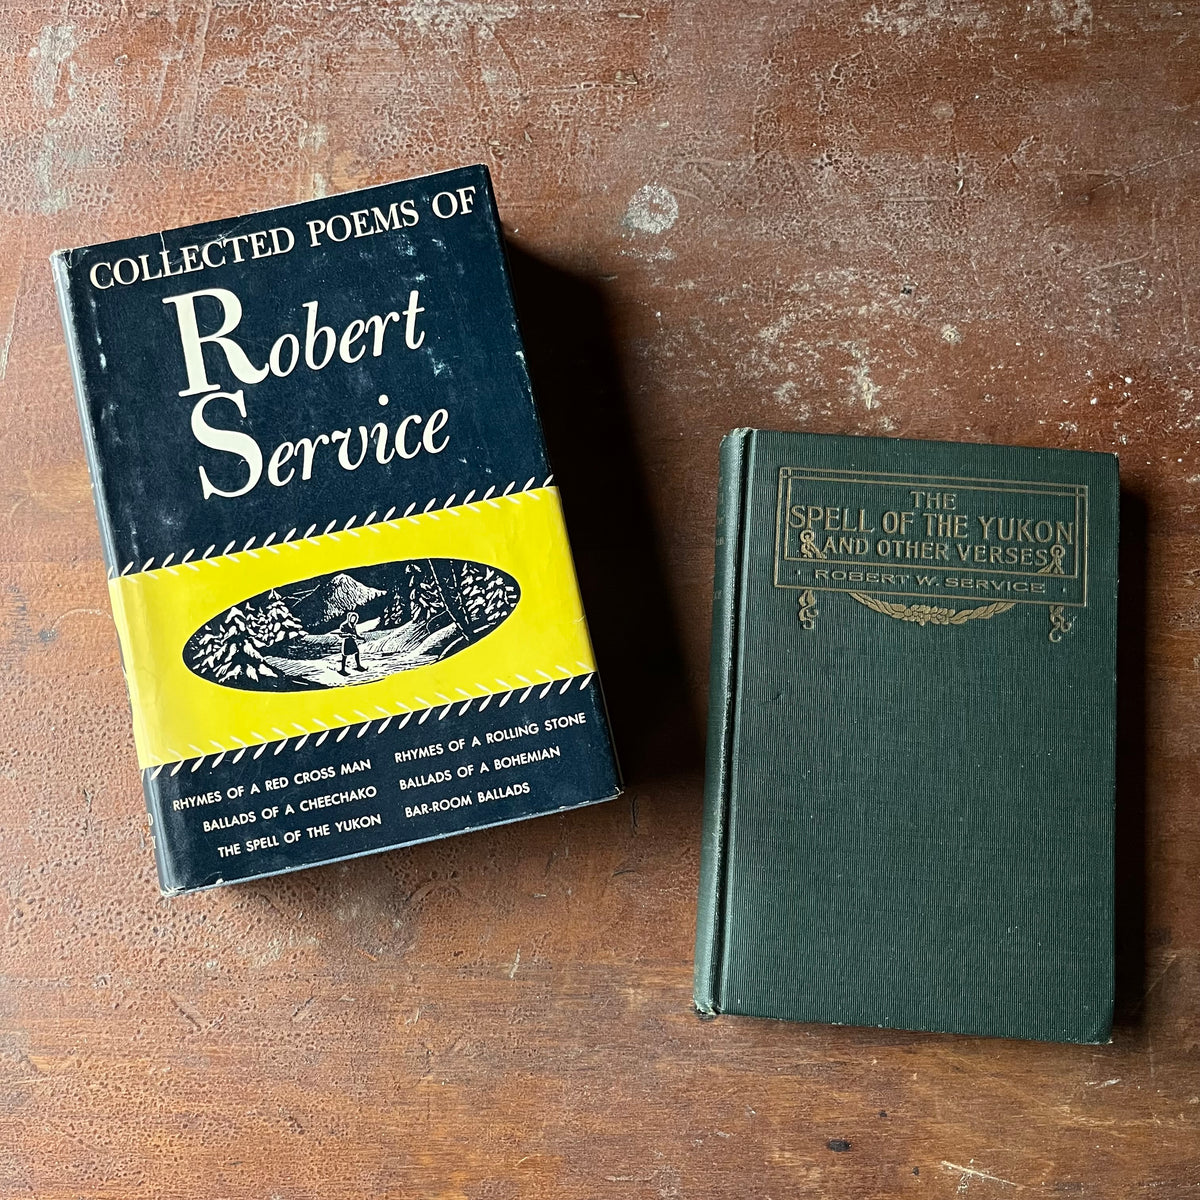 COLLECTED POEMS OF
Robert
Service
RHYMES OF A RED CROSS MAN
BALLADS OF A CHEECHAKO
THE SPELL OF THE YUKON
RHYMES OF A ROLLING STONE
BALLADS OF A BOHEMIAN
BAR-ROOM BALLADS
THE
SPELL OF THE YUKON
AND OTHER VERSES
ROBERT W. SERVICE